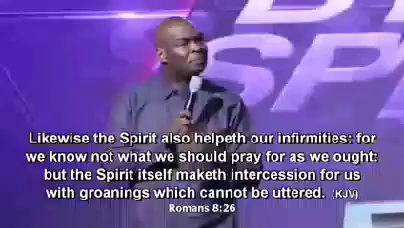 SPI
Likewise the Spirit also helpeth our infirmities: for
we know not what we should pray for as we ought:
but the Spirit itself maketh intercession for us
with groanings which cannot be uttered. (KJV)
Romans 8:26